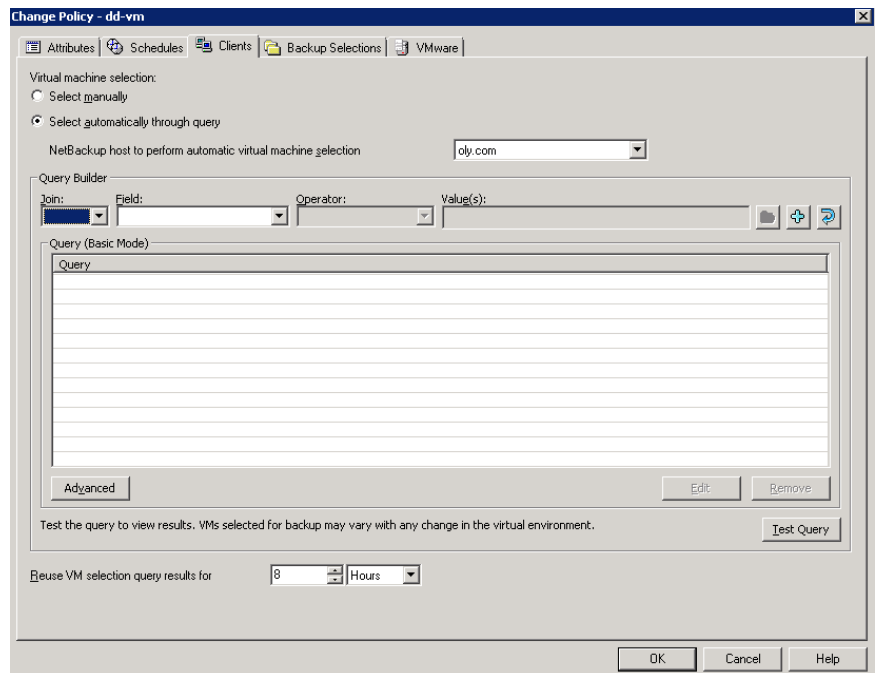 Change Policy - dd-vm
Attributes Schedules Clients Backup Selections VMware
Virtual machine selection:
Select manually
Select automatically through query
NetBackup host to perform automatic virtual machine selection oly.com
Query Builder
Join: Field: Operator: Value(s):
Query (Basic Mode)
Query
Advanced Edit Remove
Test the query to view results. VMs selected for backup may vary with any change in the virtual environment.
Test Query
Reuse VM selection query results for 8 Hours
OK Cancel Help